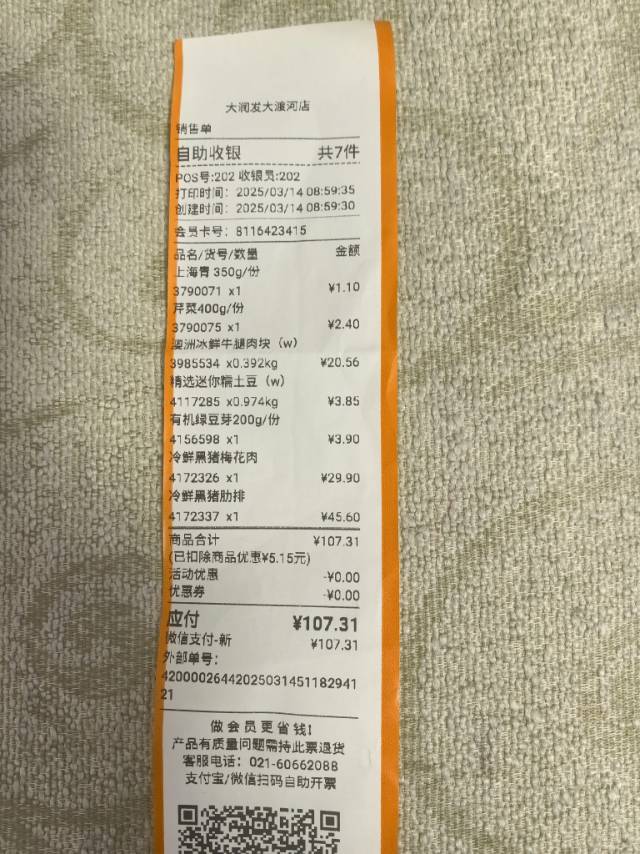 大润发大渡河店
销售单
自助收银 共7件
POS号:202 收银员:202
打印时间: 2025/03/14 08:59:35
创建时间: 2025/03/14 08:59:30
会员卡号: 8116423415
品名/货号/数量 金额
上海青 350g/份
3790071 x1 ¥1.10
芹菜400g/份
3790075 x1 ¥2.40
澳洲冰鲜牛腿肉块（w）
3985534 x0.392kg ¥20.56
精选迷你糯土豆（w）
4117285 x0.974kg ¥3.85
有机绿豆芽200g/份
4156598 x1 ¥3.90
冷鲜黑猪梅花肉
4172326 x1 ¥29.90
冷鲜黑猪肋排
4172337 x1 ¥45.60
商品合计 ¥107.31
(已扣除商品优惠¥5.15元)
活动优惠 -¥0.00
优惠券 -¥0.00
应付 ¥107.31
微信支付-新 ¥107.31
外部单号:
42000026442025031451182941
21
做会员更省钱!
产品有质量问题需持此票退货
客服电话: 021-60662088
支付宝/微信扫码自助开票